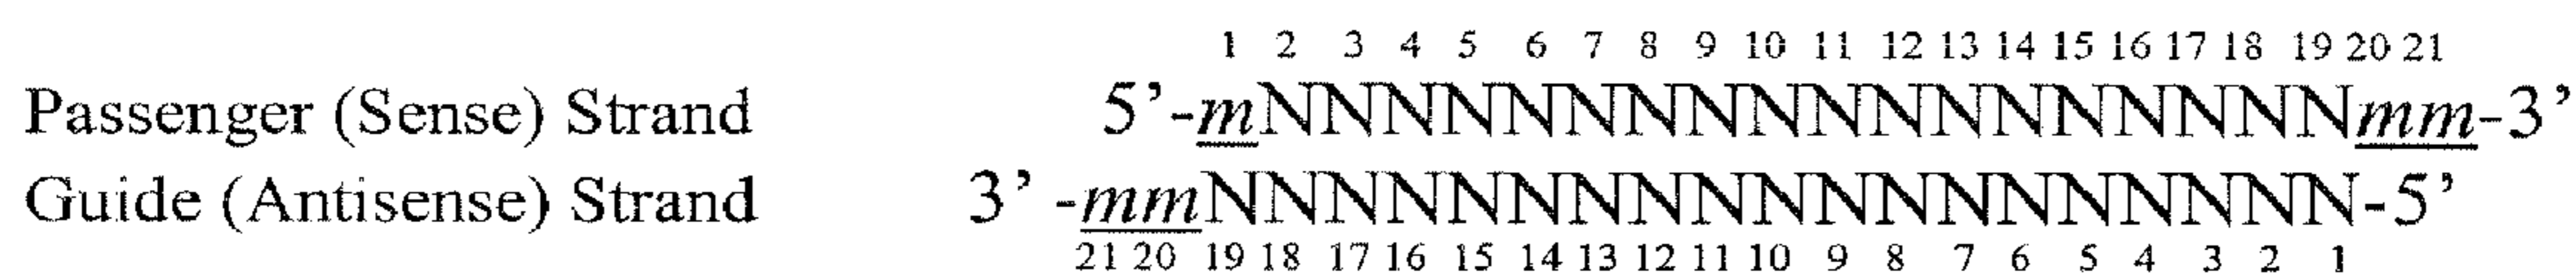 1 2 3 4 5 6 7 8 9 10 11 12 13 14 15 16 17 18 19 20 21
Passenger (Sense) Strand 5’-mNNNNNNNNNNNNNNNNNNmm-3’
Guide (Antisense) Strand 3’ -mmNNNNNNNNNNNNNNNNNNN-5’
21 20 19 18 17 16 15 14 13 12 11 10 9 8 7 6 5 4 3 2 1